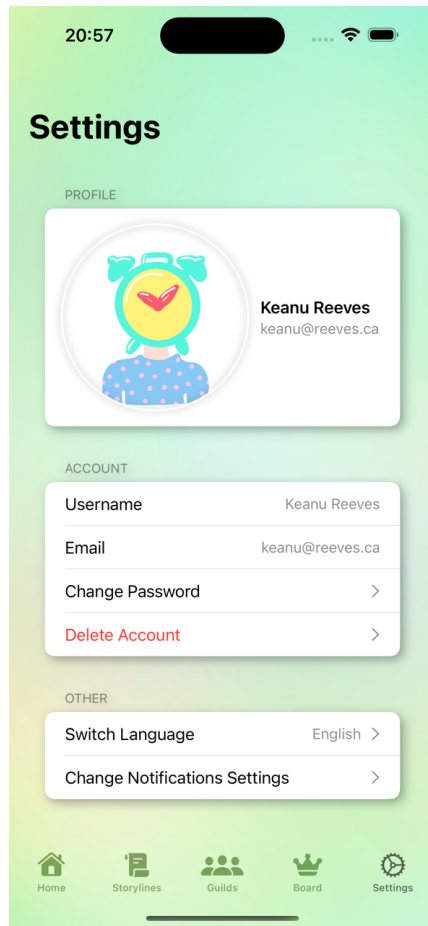 20:57
Settings
PROFILE
Keanu Reeves
keanu@reeves.ca
ACCOUNT
Username Keanu Reeves
Email keanu@reeves.ca
Change Password
Delete Account
OTHER
Switch Language English
Change Notifications Settings
Home Storylines Guilds Board Settings